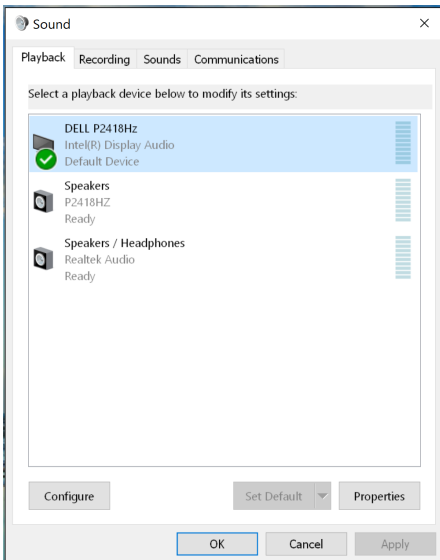 Sound
Playback Recording Sounds Communications
Select a playback device below to modify its settings:
DELL P2418Hz
Intel(R) Display Audio
Default Device
Speakers
P2418HZ
Ready
Speakers / Headphones
Realtek Audio
Ready
Configure Set Default Properties
OK Cancel Apply